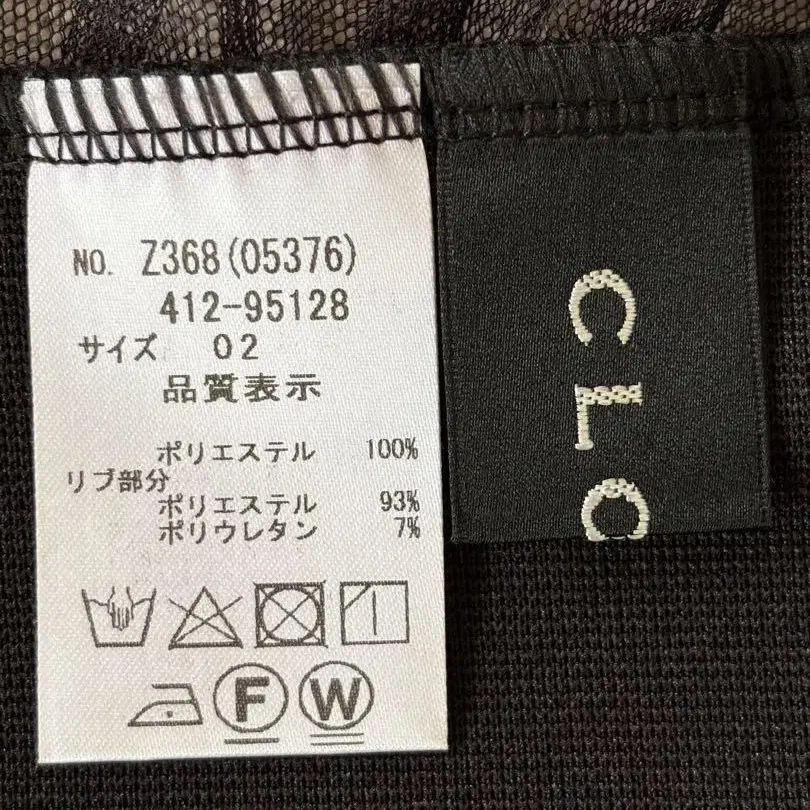 NO. Z368(05376)
412-95128
サイズ 02
品質表示
ポリエステル 100%
リブ部分
ポリエステル 93%
ポリウレタン 7%
F W
CLC